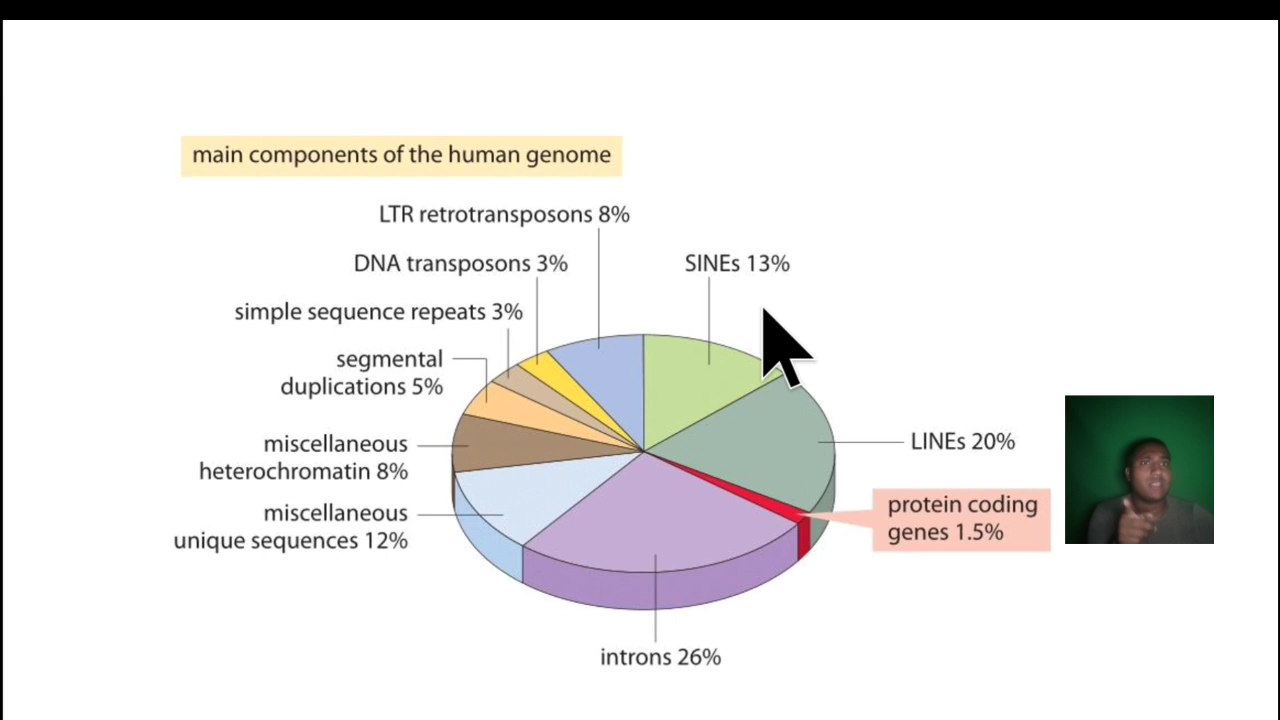 main components of the human genome
LTR retrotransposons 8%
DNA transposons 3%
SINEs 13%
simple sequence repeats 3%
segmental
duplications 5%
miscellaneous
heterochromatin 8%
LINEs 20%
protein coding
genes 1.5%
miscellaneous
unique sequences 12%
introns 26%